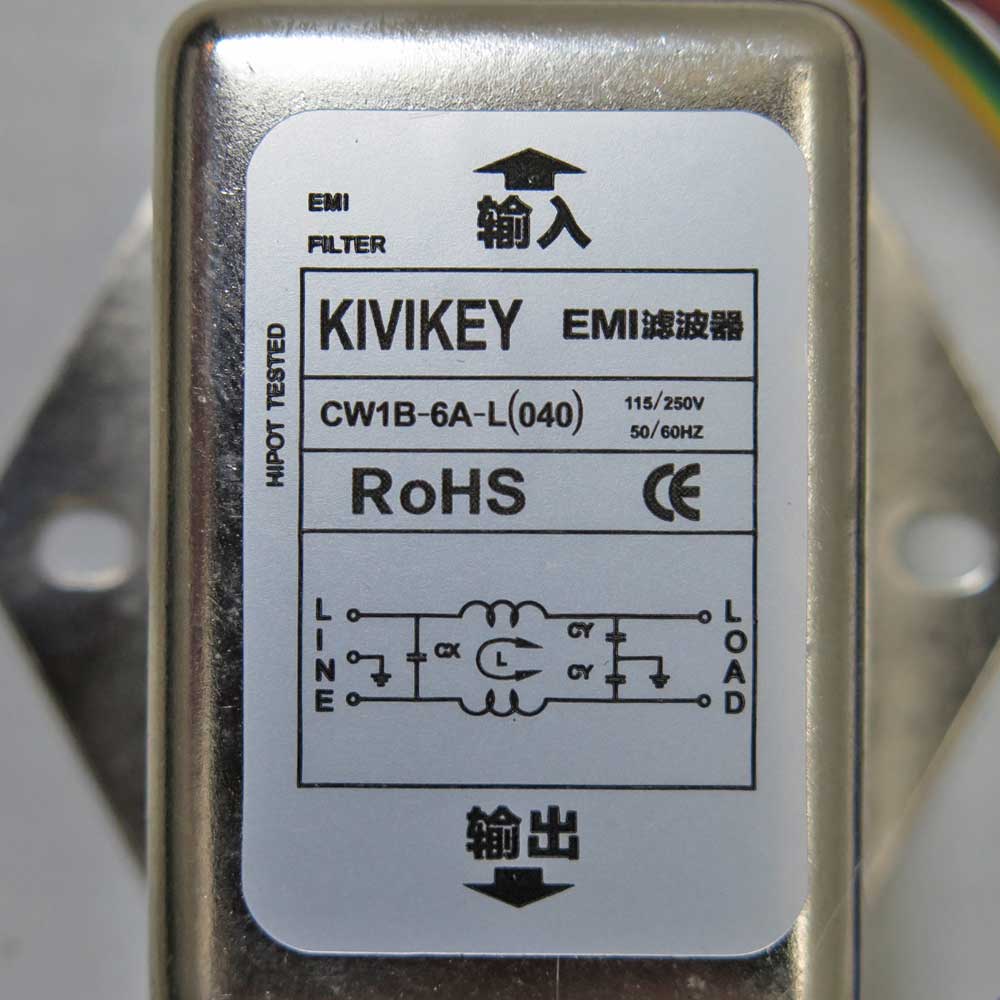 输入
EMI
FILTER
HIPOT TESTED
KIVIKEY EMI滤波器
CW1B-6A-L(040) 115/250V
50/60HZ
RoHS CE
LINE
CX
L
CY
CY
LOAD
输出